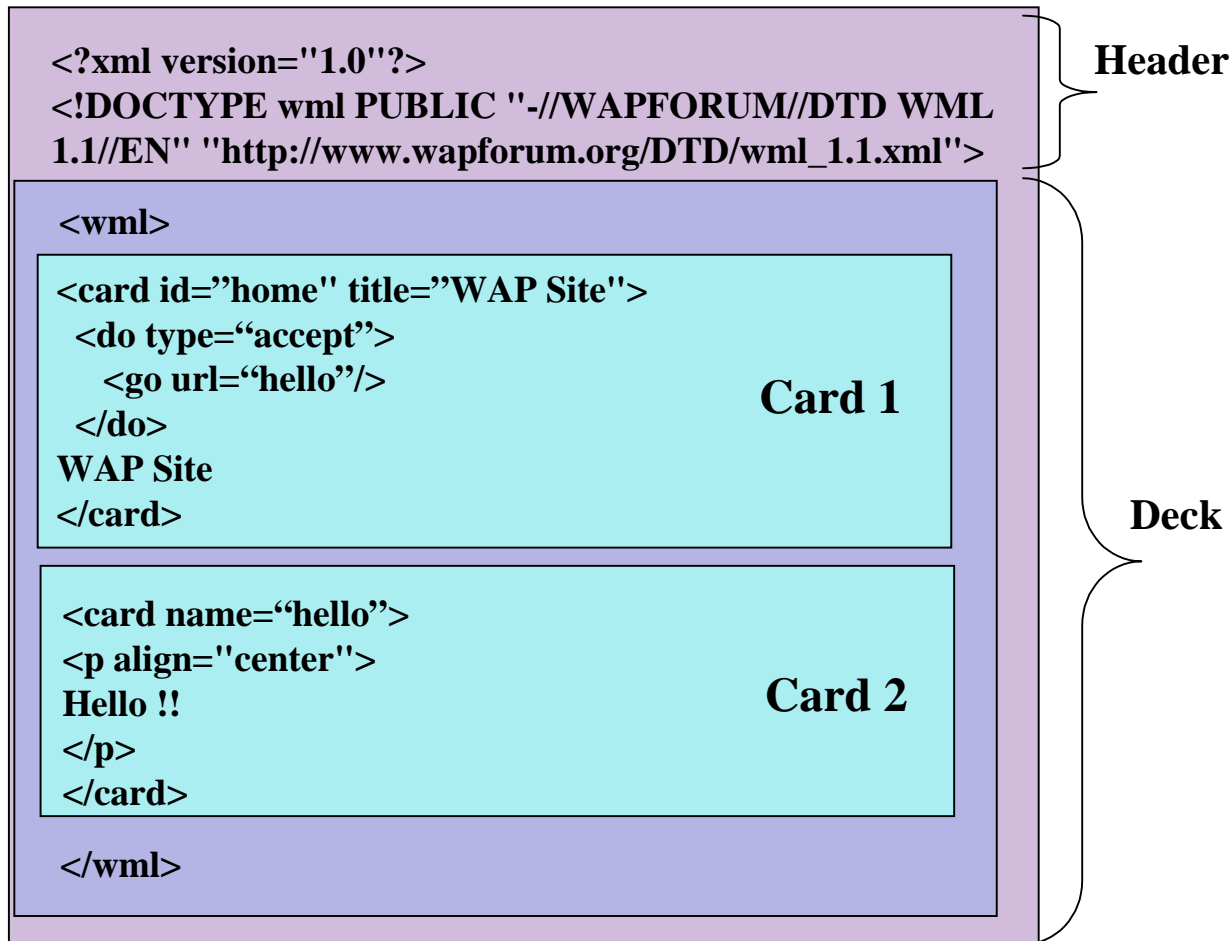 <?xml version="1.0"?>
<!DOCTYPE wml PUBLIC "-//WAPFORUM//DTD WML
1.1//EN" "http://www.wapforum.org/DTD/wml_1.1.xml">
Header
<wml>
<card id=”home" title=”WAP Site">
<do type=“accept”>
<go url=“hello”/>
</do>
WAP Site
</card>
Card 1
Deck
<card name=“hello”>
<p align="center">
Hello !!
</p>
</card>
Card 2
</wml>